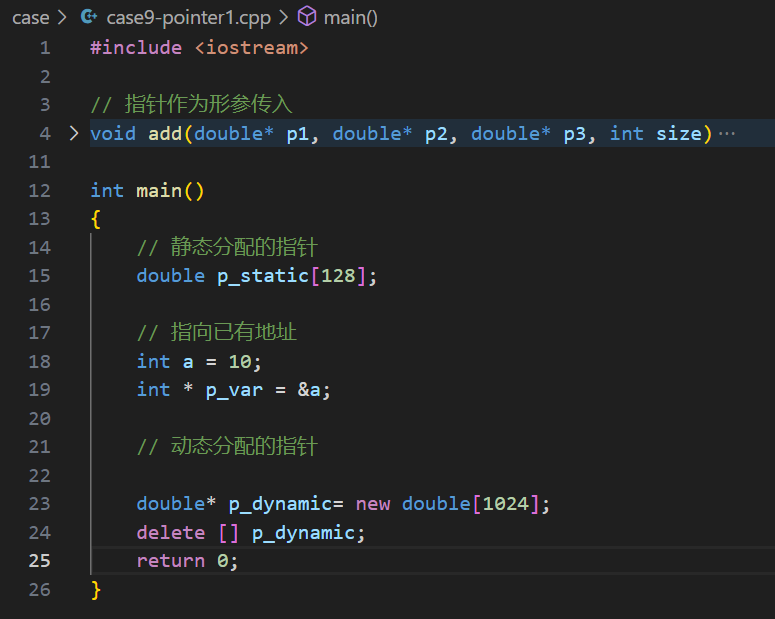 case > case9-pointer1.cpp > main()
1 #include <iostream>
2
3 // 指针作为形参传入
4 > void add(double* p1, double* p2, double* p3, int size)…
11
12 int main()
13 {
14     // 静态分配的指针
15     double p_static[128];
16
17     // 指向已有地址
18     int a = 10;
19     int * p_var = &a;
20
21     // 动态分配的指针
22
23     double* p_dynamic= new double[1024];
24     delete [] p_dynamic;
25     return 0;
26 }